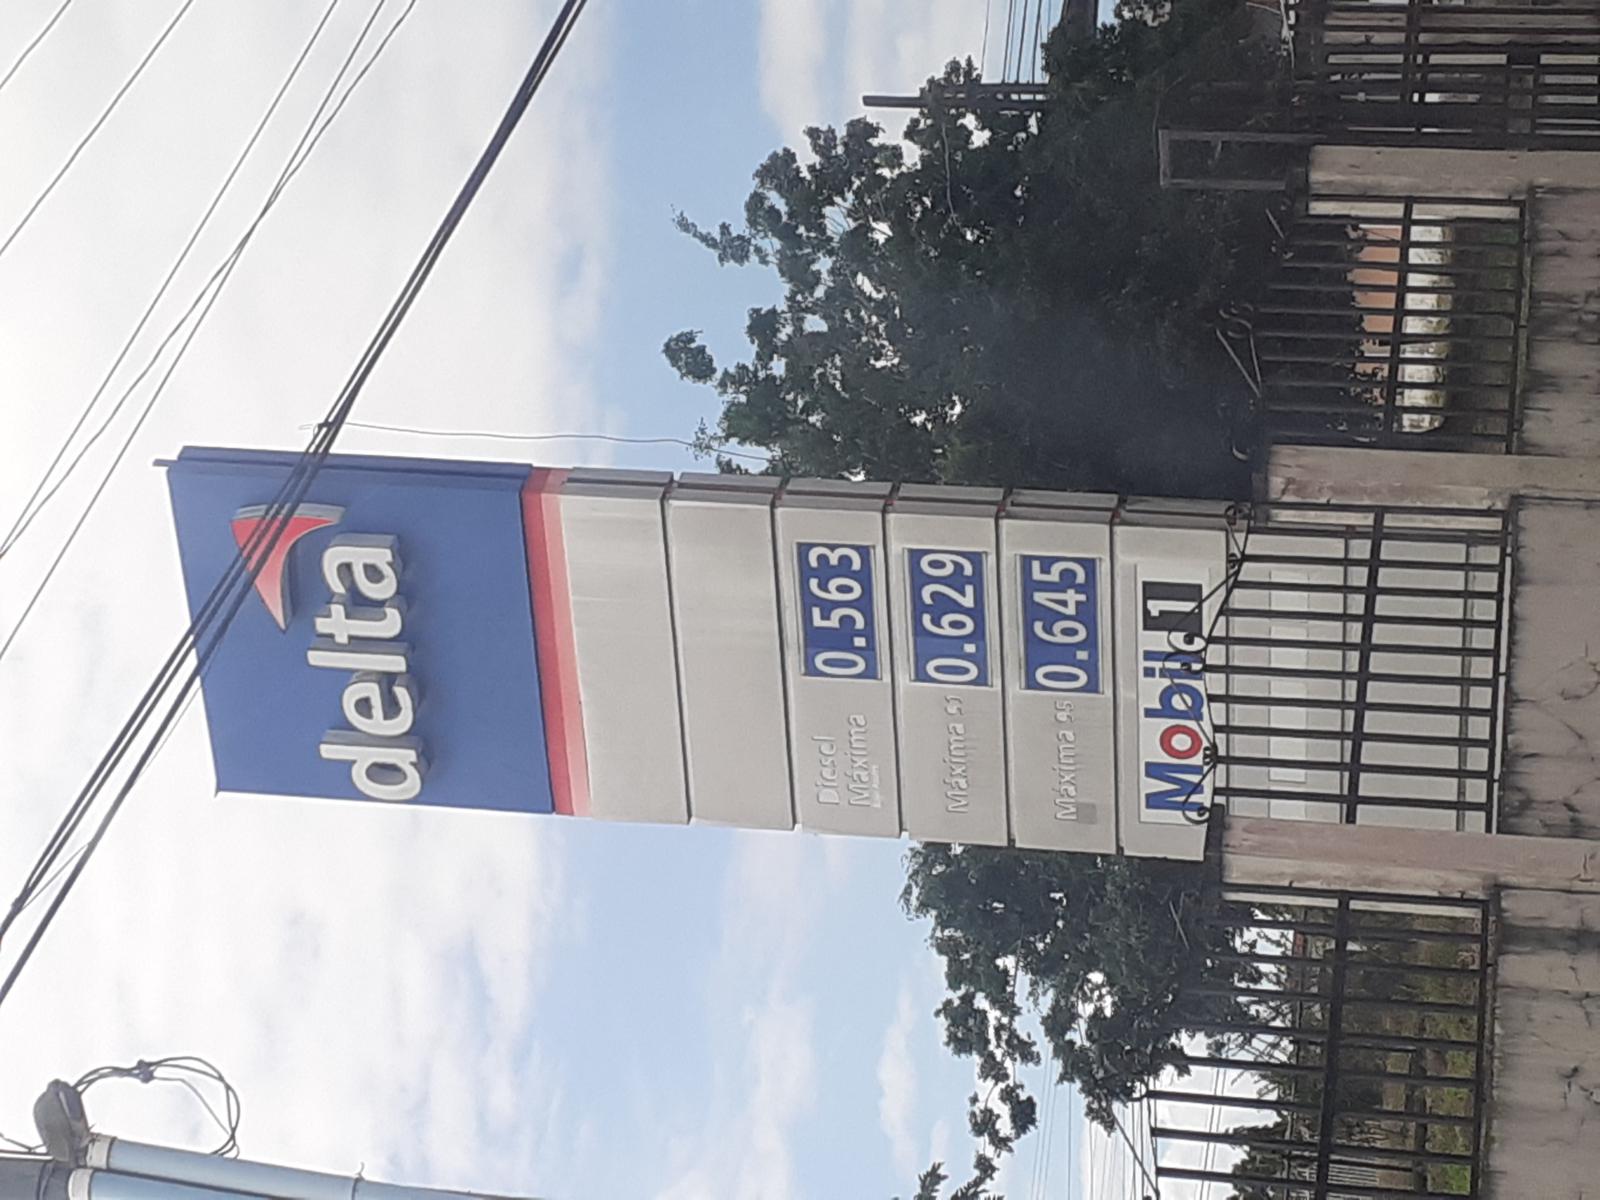 delta
Diesel
Máxima
0.563
Máxima 91
0.629
Máxima 95
0.645
Mobil 1